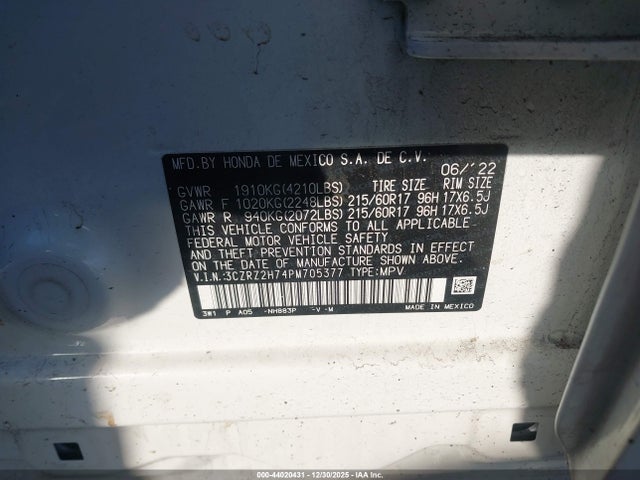 MFD.BY HONDA DE MEXICO S.A. DE C.V.
06/'22
GVWR 1910KG(4210LBS) TIRE SIZE RIM SIZE
GAWR F 1020KG(2248LBS) 215/60R17 96H 17X6.5J
GAWR R 940KG(2072LBS) 215/60R17 96H 17X6.5J
THIS VEHICLE CONFORMS TO ALL APPLICABLE
FEDERAL MOTOR VEHICLE SAFETY, BUMPER,
AND THEFT PREVENTION STANDARDS IN EFFECT
ON THE DATE OF MANUFACTURE SHOWN ABOVE.
V.I.N.:3CZRZ2H74PM705377 TYPE:MPV
3W1 P A05 -NH883P -V -M MADE IN MEXICO
000-44020431 - 12/30/2025 - IAA Inc.